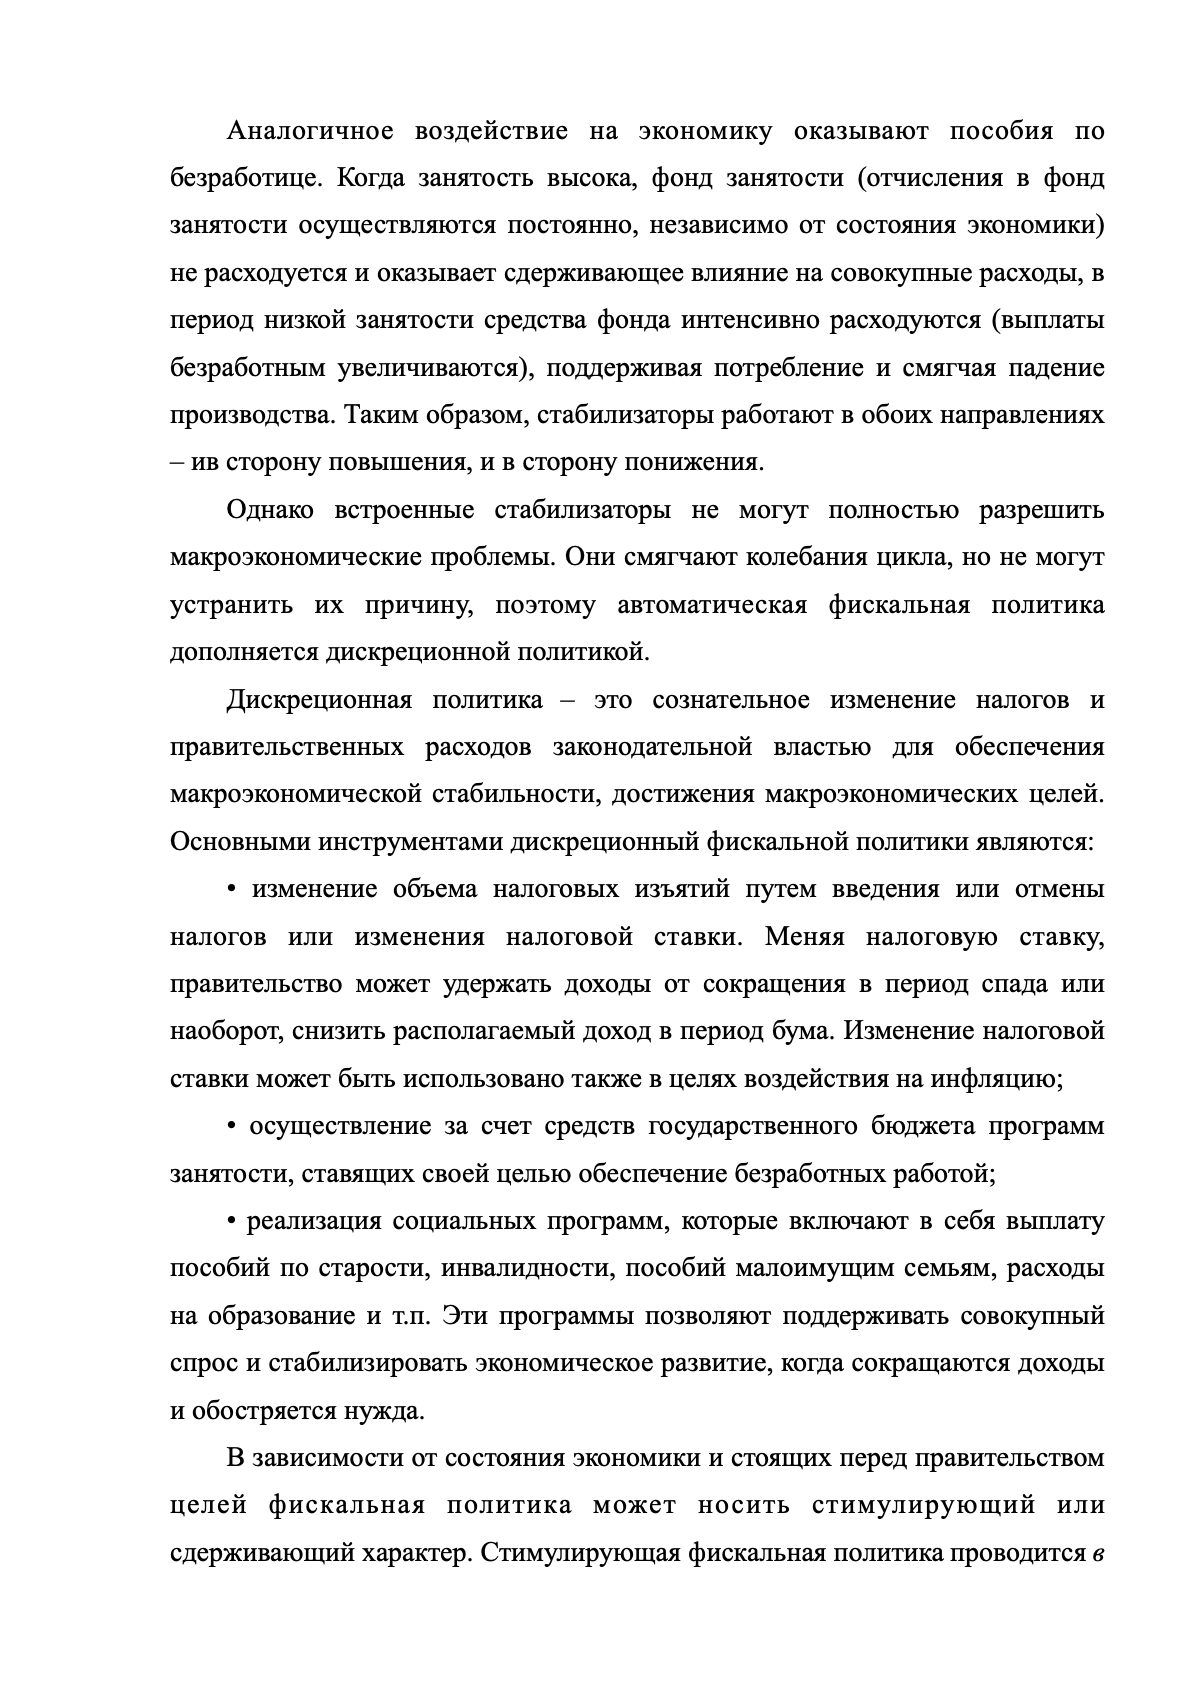 Аналогичное воздействие на экономику оказывают пособия по
безработице. Когда занятость высока, фонд занятости (отчисления в фонд
занятости осуществляются постоянно, независимо от состояния экономики)
не расходуется и оказывает сдерживающее влияние на совокупные расходы, в
период низкой занятости средства фонда интенсивно расходуются (выплаты
безработным увеличиваются), поддерживая потребление и смягчая падение
производства. Таким образом, стабилизаторы работают в обоих направлениях
– ив сторону повышения, и в сторону понижения.
Однако встроенные стабилизаторы не могут полностью разрешить
макроэкономические проблемы. Они смягчают колебания цикла, но не могут
устранить их причину, поэтому автоматическая фискальная политика
дополняется дискреционной политикой.
Дискреционная политика – это сознательное изменение налогов и
правительственных расходов законодательной властью для обеспечения
макроэкономической стабильности, достижения макроэкономических целей.
Основными инструментами дискреционный фискальной политики являются:
• изменение объема налоговых изъятий путем введения или отмены
налогов или изменения налоговой ставки. Меняя налоговую ставку,
правительство может удержать доходы от сокращения в период спада или
наоборот, снизить располагаемый доход в период бума. Изменение налоговой
ставки может быть использовано также в целях воздействия на инфляцию;
• осуществление за счет средств государственного бюджета программ
занятости, ставящих своей целью обеспечение безработных работой;
• реализация социальных программ, которые включают в себя выплату
пособий по старости, инвалидности, пособий малоимущим семьям, расходы
на образование и т.п. Эти программы позволяют поддерживать совокупный
спрос и стабилизировать экономическое развитие, когда сокращаются доходы
и обостряется нужда.
В зависимости от состояния экономики и стоящих перед правительством
целей фискальная политика может носить стимулирующий или
сдерживающий характер. Стимулирующая фискальная политика проводится в